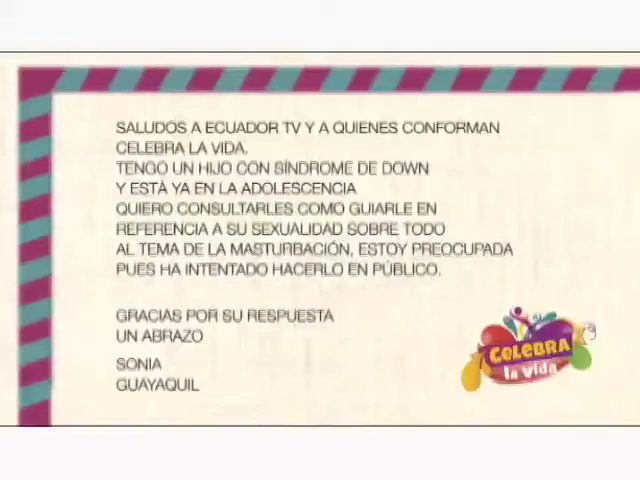 SALUDOS A ECUADOR TV Y A QUIENES CONFORMAN
CELEBRA LA VIDA.
TENGO UN HIJO CON SÍNDROME DE DOWN
Y ESTÁ YA EN LA ADOLESCENCIA
QUIERO CONSULTARLES COMO GUIARLE EN
REFERENCIA A SU SEXUALIDAD SOBRE TODO
AL TEMA DE LA MASTURBACIÓN, ESTOY PREOCUPADA
PUES HA INTENTADO HACERLO EN PÚBLICO.
GRACIAS POR SU RESPUESTA
UN ABRAZO
SONIA
GUAYAQUIL
CELEBRA
la vida